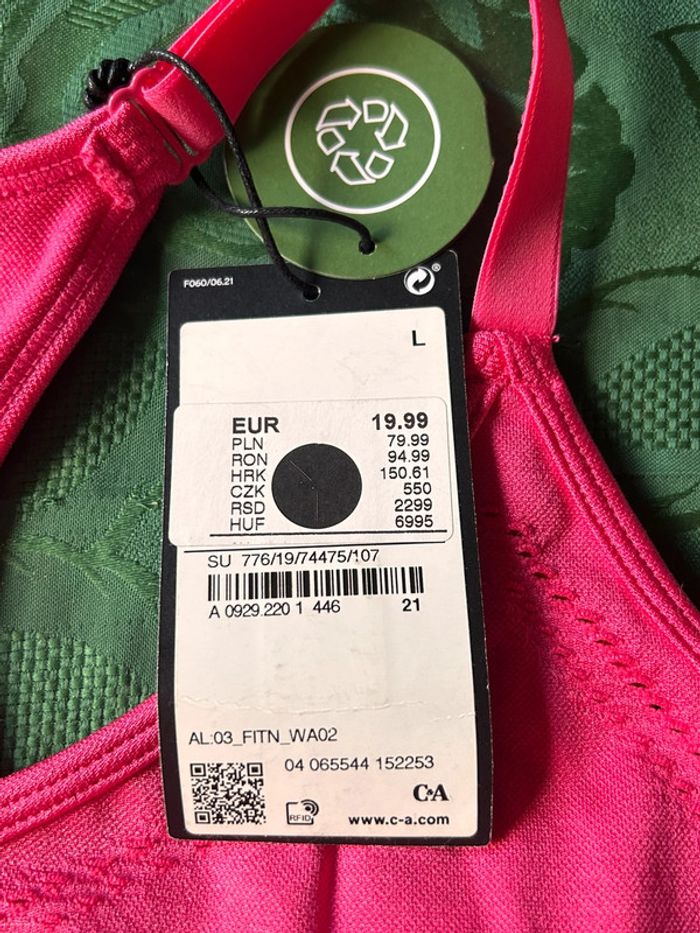 F060/06.21
®
L
EUR 19.99
PLN 79.99
RON 94.99
HRK 150.61
CZK 550
RSD 2299
HUF 6995
SU 776/19/74475/107
A 0929.220 1 446 21
AL:03_FITN_WA02
04 065544 152253
C&A
RFID www.c-a.com